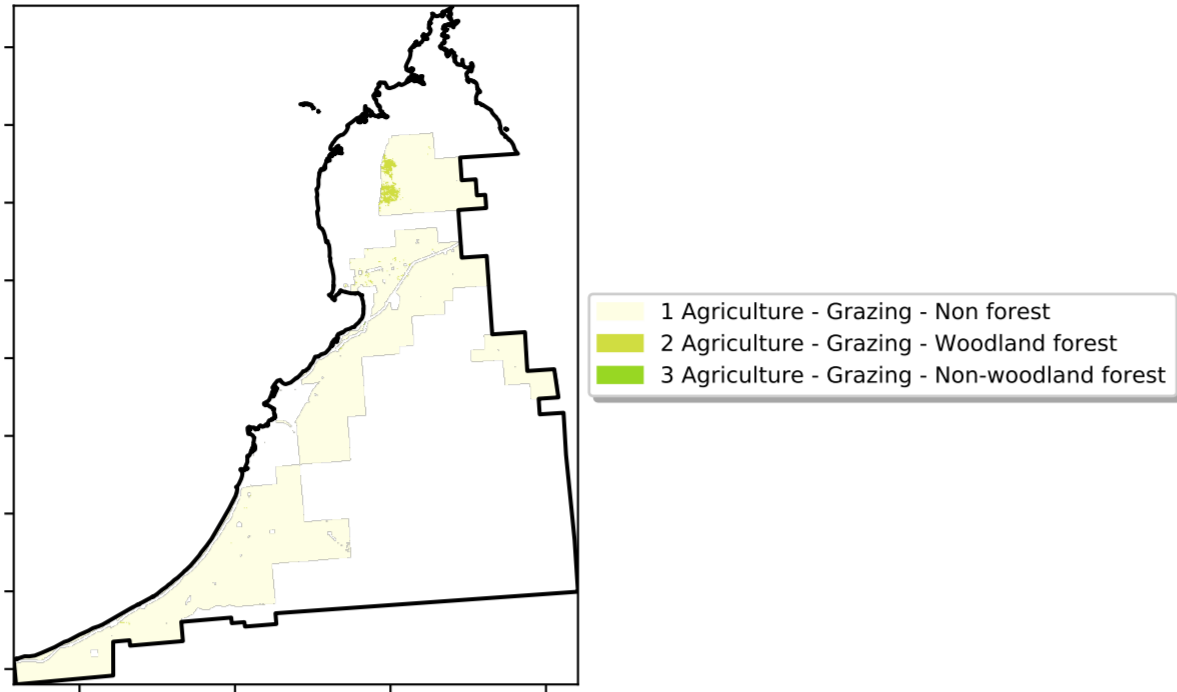 1 Agriculture - Grazing - Non forest
2 Agriculture - Grazing - Woodland forest
3 Agriculture - Grazing - Non-woodland forest